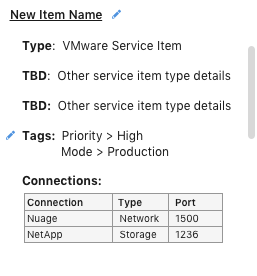 New Item Name
Type: VMware Service Item
TBD: Other service item type details
TBD: Other service item type details
Tags: Priority > High
Mode > Production
Connections:
Connection Type Port
Nuage Network 1500
NetApp Storage 1236